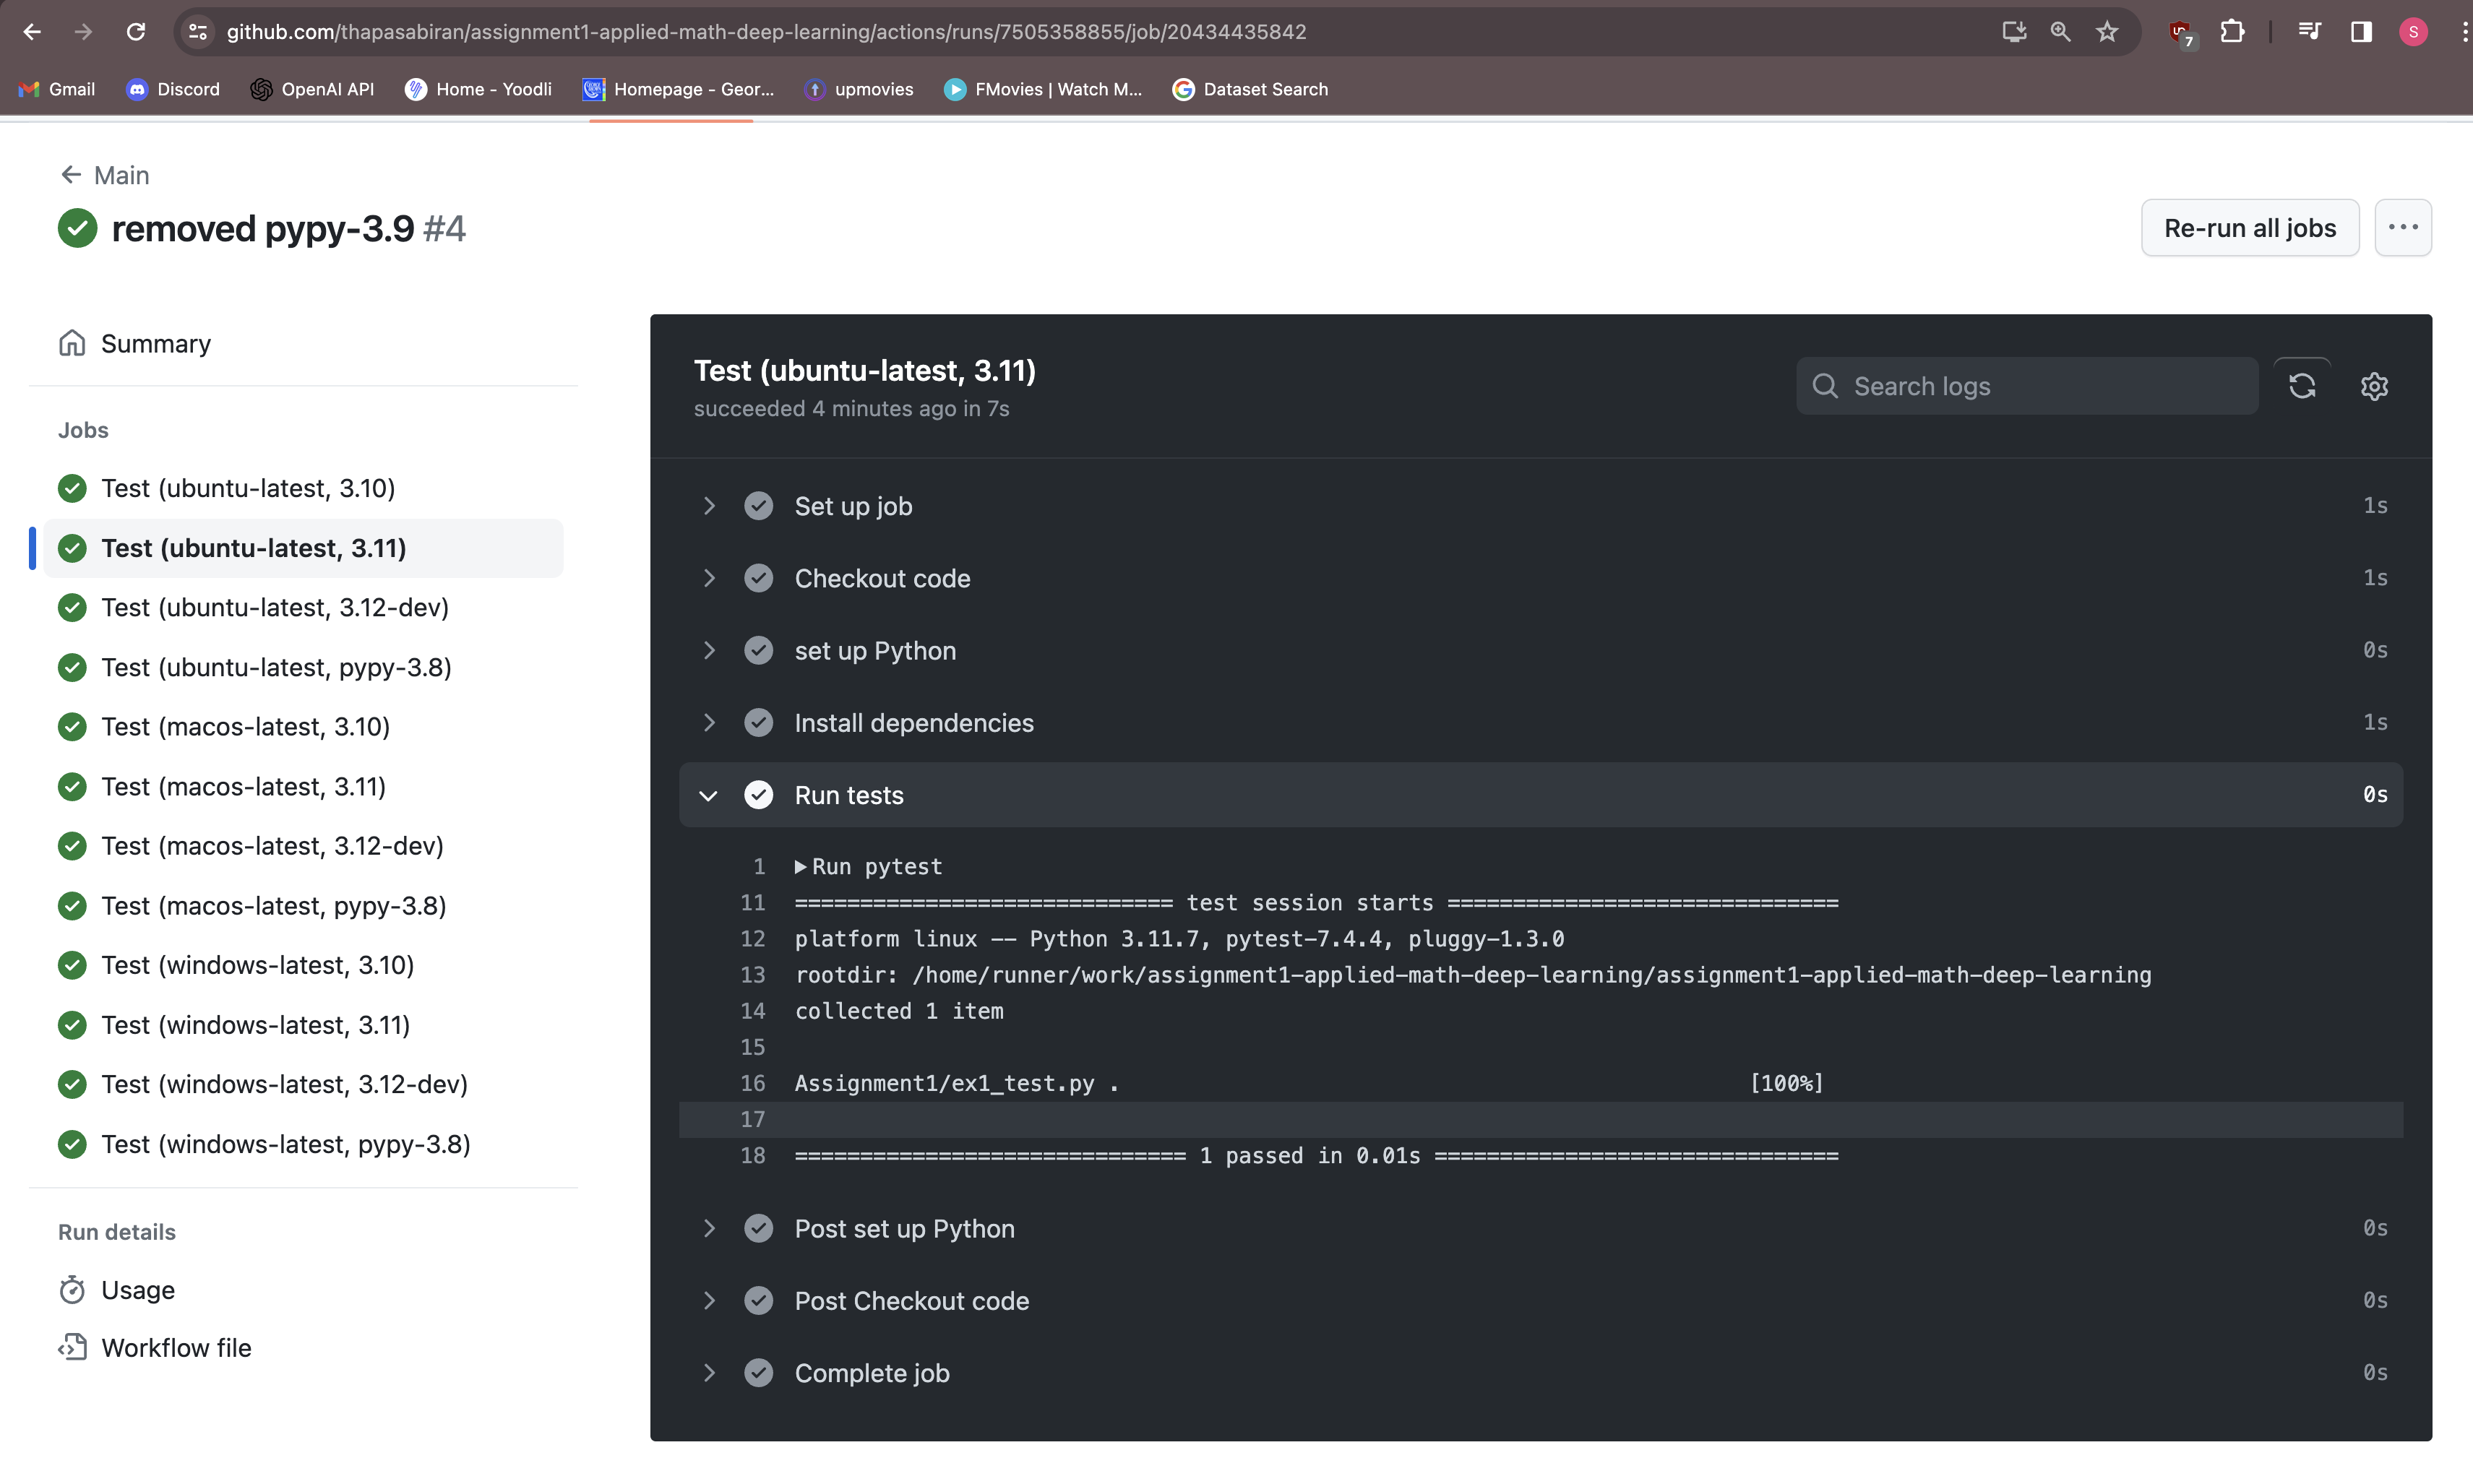 github.com/thapasabiran/assignment1-applied-math-deep-learning/actions/runs/7505358855/job/20434435842
7
S
Gmail
Discord
OpenAI API
Home - Yoodli
Homepage - Geor...
upmovies
FMovies | Watch M...
Dataset Search
Main
removed pypy-3.9 #4
Re-run all jobs
Summary
Jobs
Test (ubuntu-latest, 3.10)
Test (ubuntu-latest, 3.11)
Test (ubuntu-latest, 3.12-dev)
Test (ubuntu-latest, pypy-3.8)
Test (macos-latest, 3.10)
Test (macos-latest, 3.11)
Test (macos-latest, 3.12-dev)
Test (macos-latest, pypy-3.8)
Test (windows-latest, 3.10)
Test (windows-latest, 3.11)
Test (windows-latest, 3.12-dev)
Test (windows-latest, pypy-3.8)
Run details
Usage
Workflow file
Test (ubuntu-latest, 3.11)
succeeded 4 minutes ago in 7s
Search logs
Set up job 1s
Checkout code 1s
set up Python 0s
Install dependencies 1s
Run tests 0s
1 Run pytest
11 ============================= test session starts ==============================
12 platform linux -- Python 3.11.7, pytest-7.4.4, pluggy-1.3.0
13 rootdir: /home/runner/work/assignment1-applied-math-deep-learning/assignment1-applied-math-deep-learning
14 collected 1 item
15
16 Assignment1/ex1_test.py . [100%]
17
18 ============================== 1 passed in 0.01s ===============================
Post set up Python 0s
Post Checkout code 0s
Complete job 0s